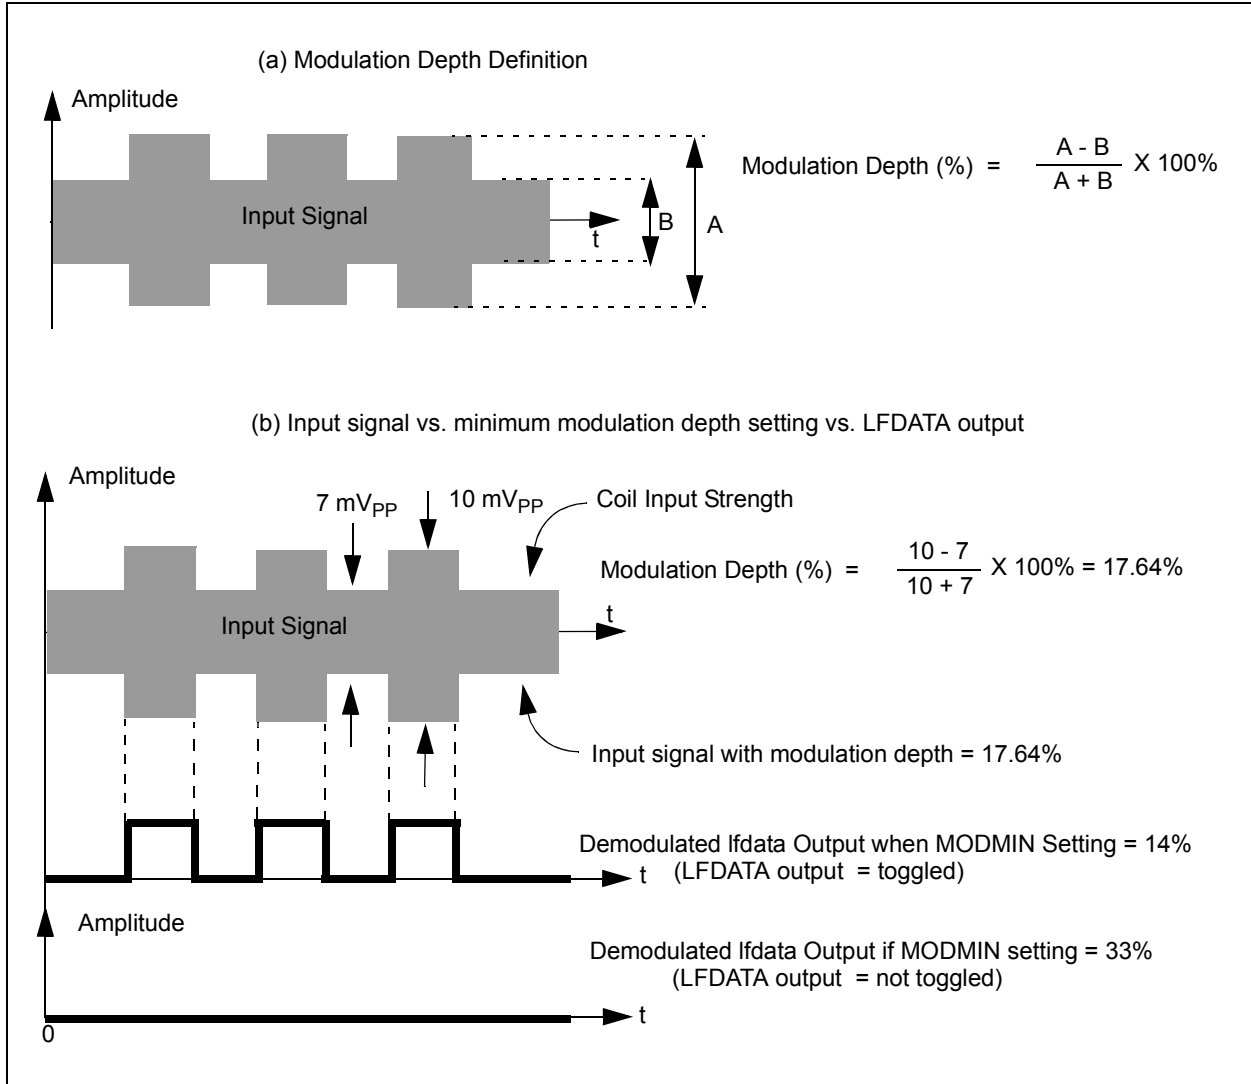 (a) Modulation Depth Definition
Amplitude
Input Signal
t
B
A
Modulation Depth (%) = A - B / A + B X 100%
(b) Input signal vs. minimum modulation depth setting vs. LFDATA output
Amplitude
7 mVPP
10 mVPP
Coil Input Strength
Modulation Depth (%) = 10 - 7 / 10 + 7 X 100% = 17.64%
t
Input Signal
Input signal with modulation depth = 17.64%
Demodulated lfdata Output when MODMIN Setting = 14%
(LFDATA output = toggled)
t
Amplitude
Demodulated lfdata Output if MODMIN setting = 33%
(LFDATA output = not toggled)
t
0